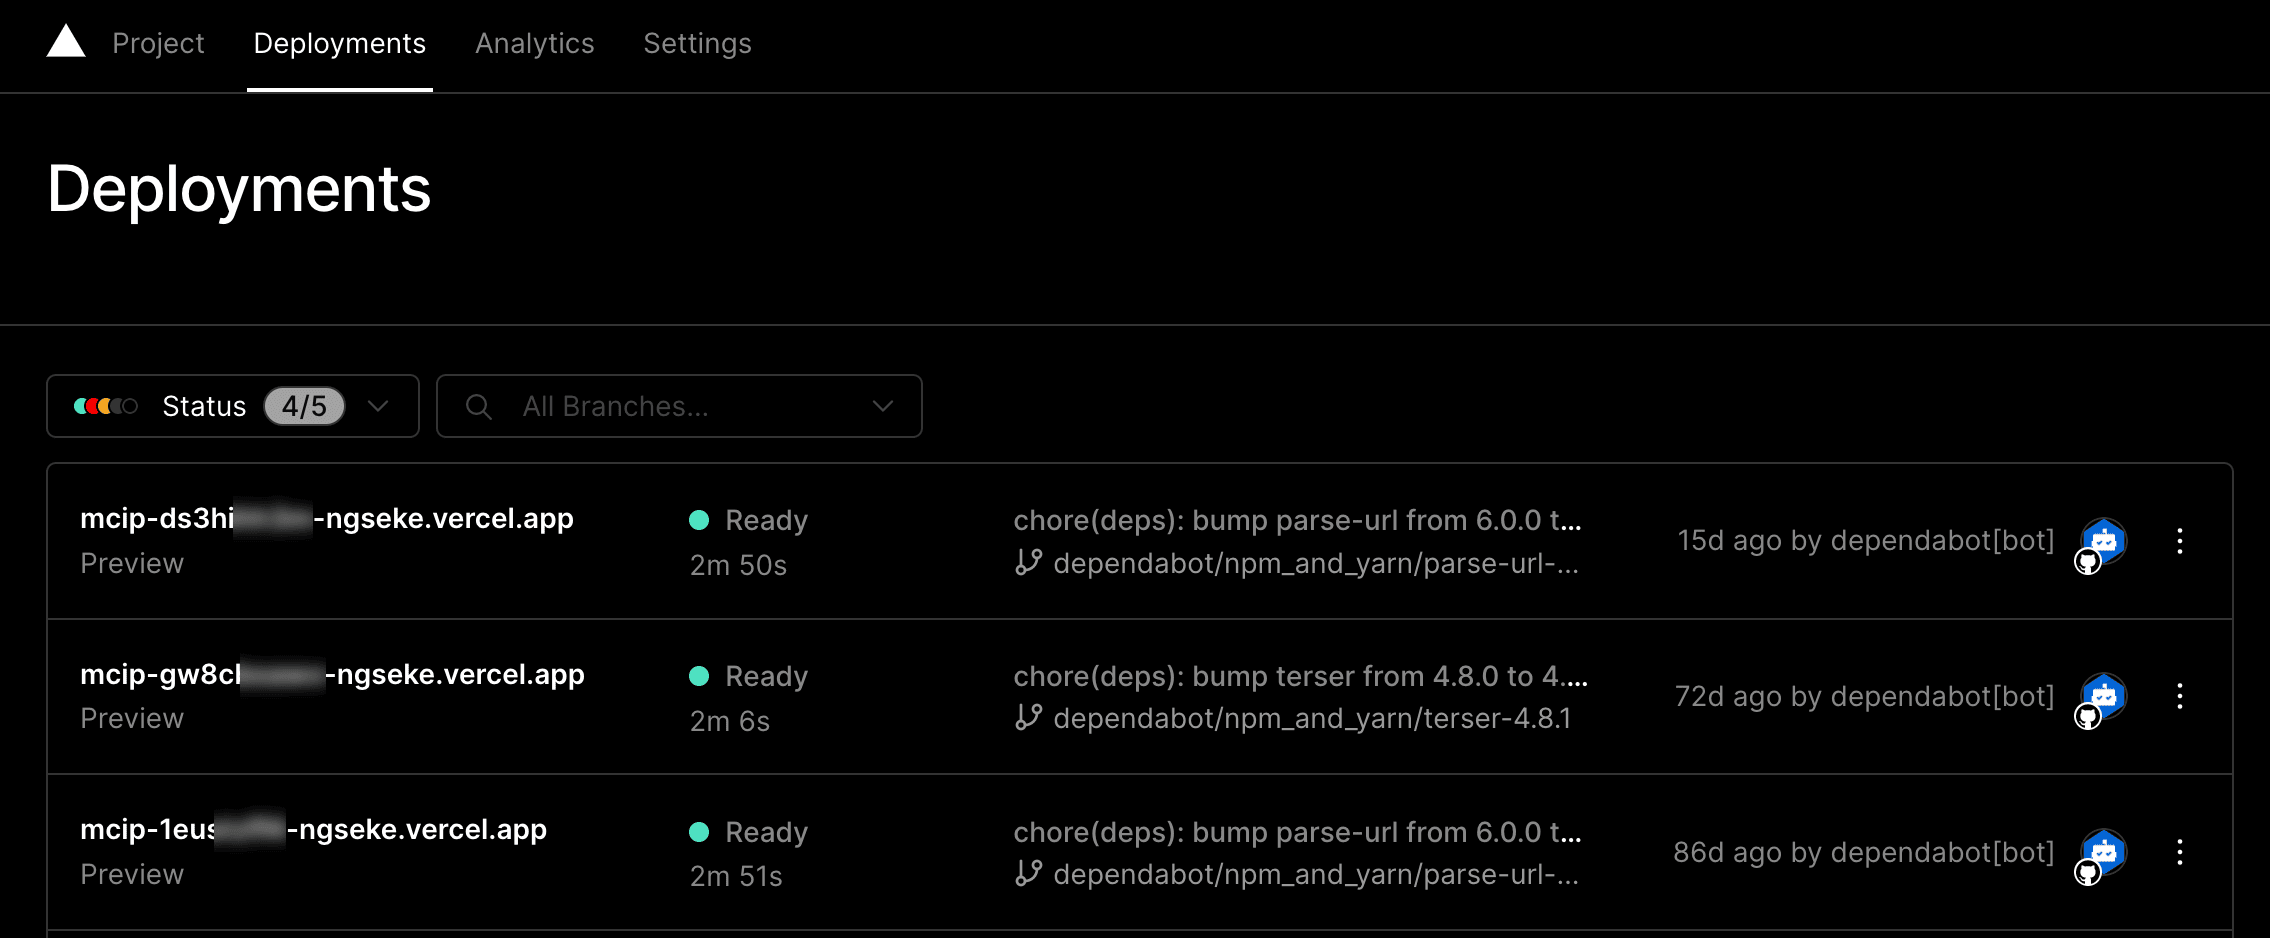 Project Deployments Analytics Settings
Deployments
Status 4/5 All Branches...
mcip-ds3hi -ngseke.vercel.app
Preview
Ready
2m 50s
chore(deps): bump parse-url from 6.0.0 t...
dependabot/npm_and_yarn/parse-url-...
15d ago by dependabot[bot]
mcip-gw8c -ngseke.vercel.app
Preview
Ready
2m 6s
chore(deps): bump terser from 4.8.0 to 4....
dependabot/npm_and_yarn/terser-4.8.1
72d ago by dependabot[bot]
mcip-1eus -ngseke.vercel.app
Preview
Ready
2m 51s
chore(deps): bump parse-url from 6.0.0 t...
dependabot/npm_and_yarn/parse-url-...
86d ago by dependabot[bot]